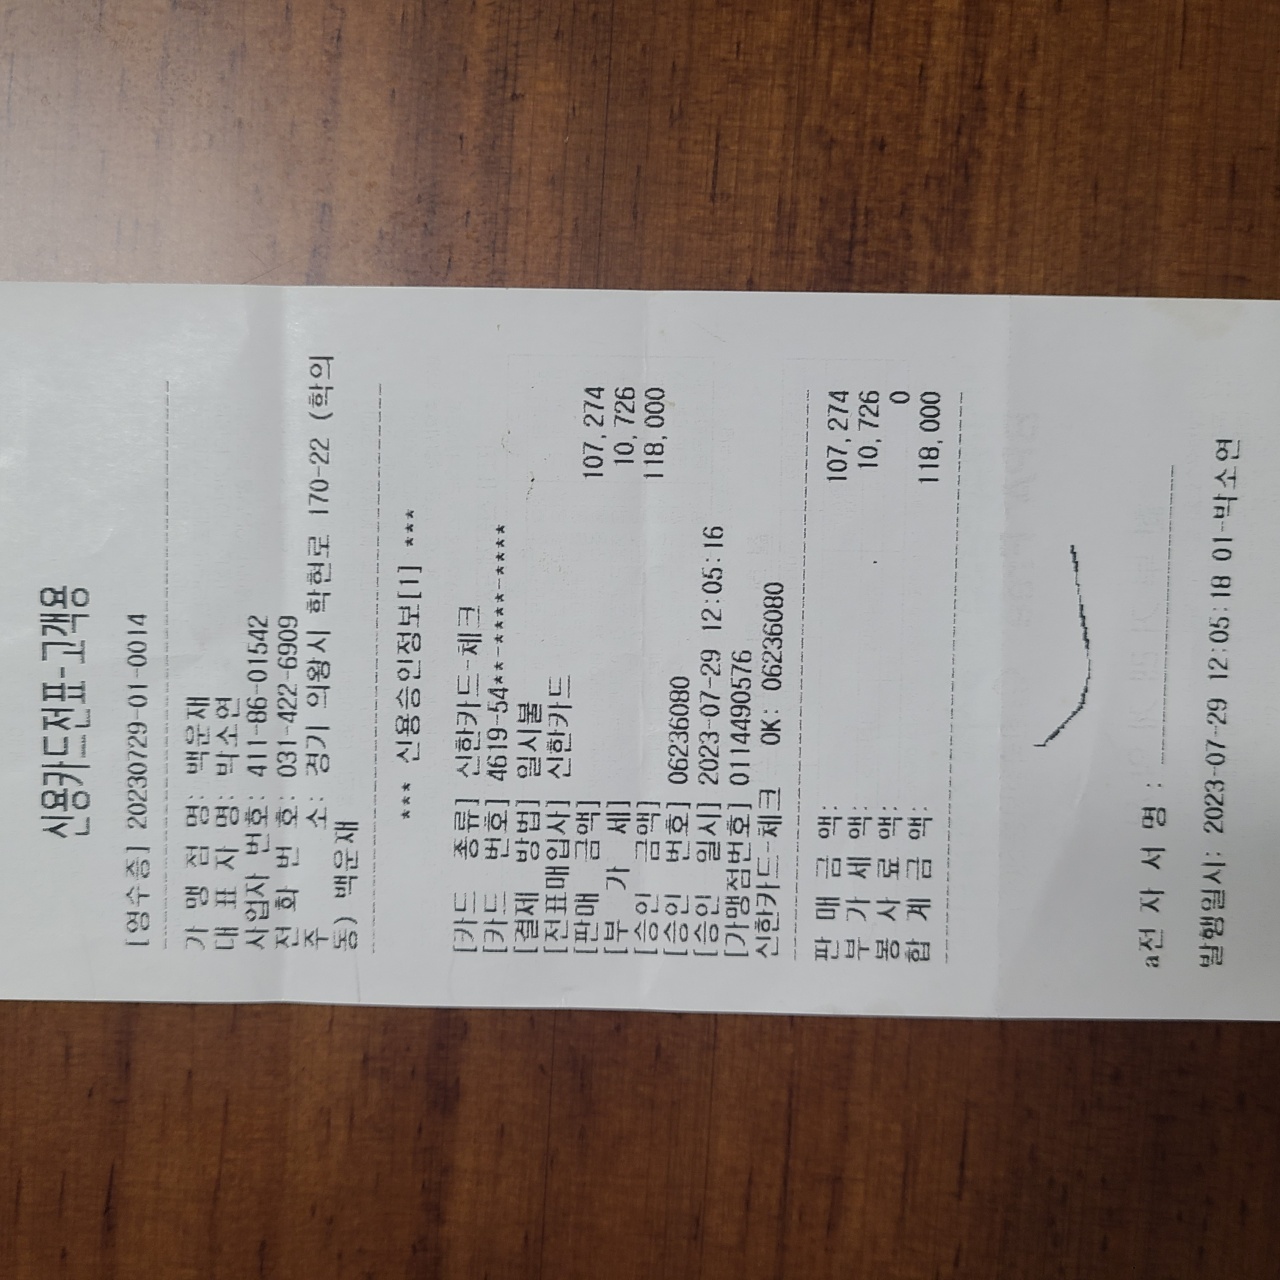 신용카드전표-고객용
[영수증] 20230729-01-0014
가 맹 점 명: 백운재
대 표 자 명: 박소연
사업자 번호: 411-86-01542
전 화 번 호: 031-422-6909
주 소: 경기 의왕시 학현로 170-22 (학의
동) 백운재
*** 신용승인정보[1] ***
[카드 종류] 신한카드-체크
[카드 번호] 4619-54**-****-****
[결제 방법] 일시불
[전표매입사] 신한카드
[판매 금액] 107,274
[부 가 세] 10,726
[승인 금액] 118,000
[승인 번호] 06236080
[승인 일시] 2023-07-29 12:05:16
[가맹점번호] 0114490576
신한카드-체크 OK: 06236080
판 매 금 액: 107,274
부 가 세 액: 10,726
봉 사 료 액: 0
합 계 금 액: 118,000
a전 자 서 명 :
발행일시: 2023-07-29 12:05:18 01-박소연